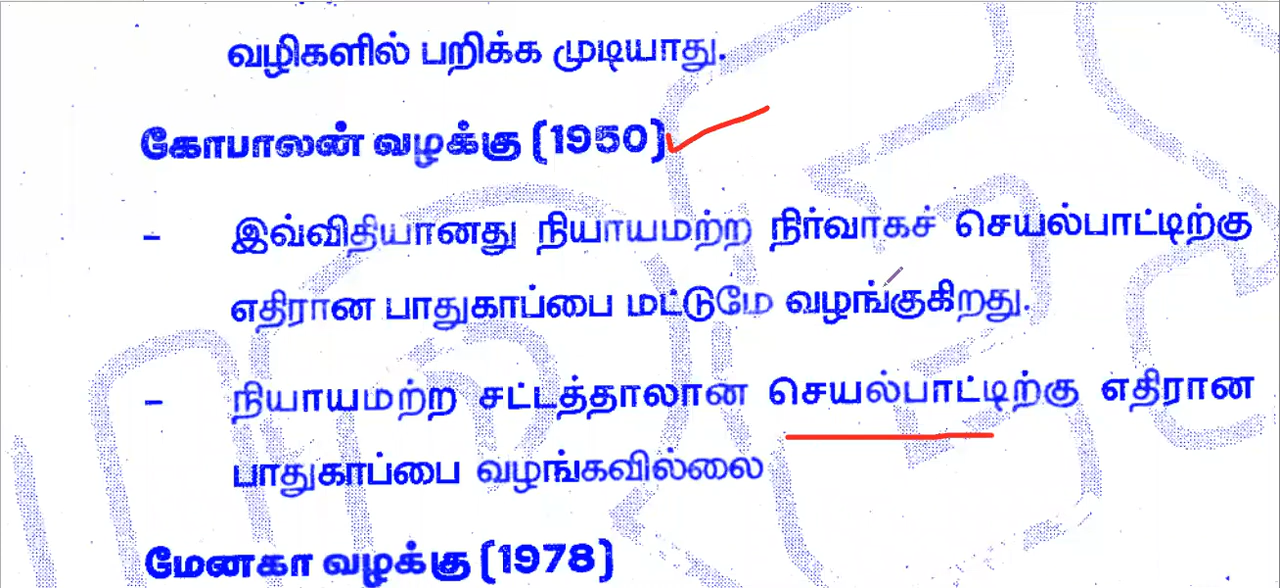 வழிகளில் பறிக்க முடியாது.
கோபாலன் வழக்கு (1950)
– இவ்விதியானது நியாயமற்ற நிர்வாகச் செயல்பாட்டிற்கு
எதிரான பாதுகாப்பை மட்டுமே வழங்குகிறது.
– நியாயமற்ற சட்டத்தாலான செயல்பாட்டிற்கு எதிரான
பாதுகாப்பை வழங்கவில்லை
மேனகா வழக்கு (1978)